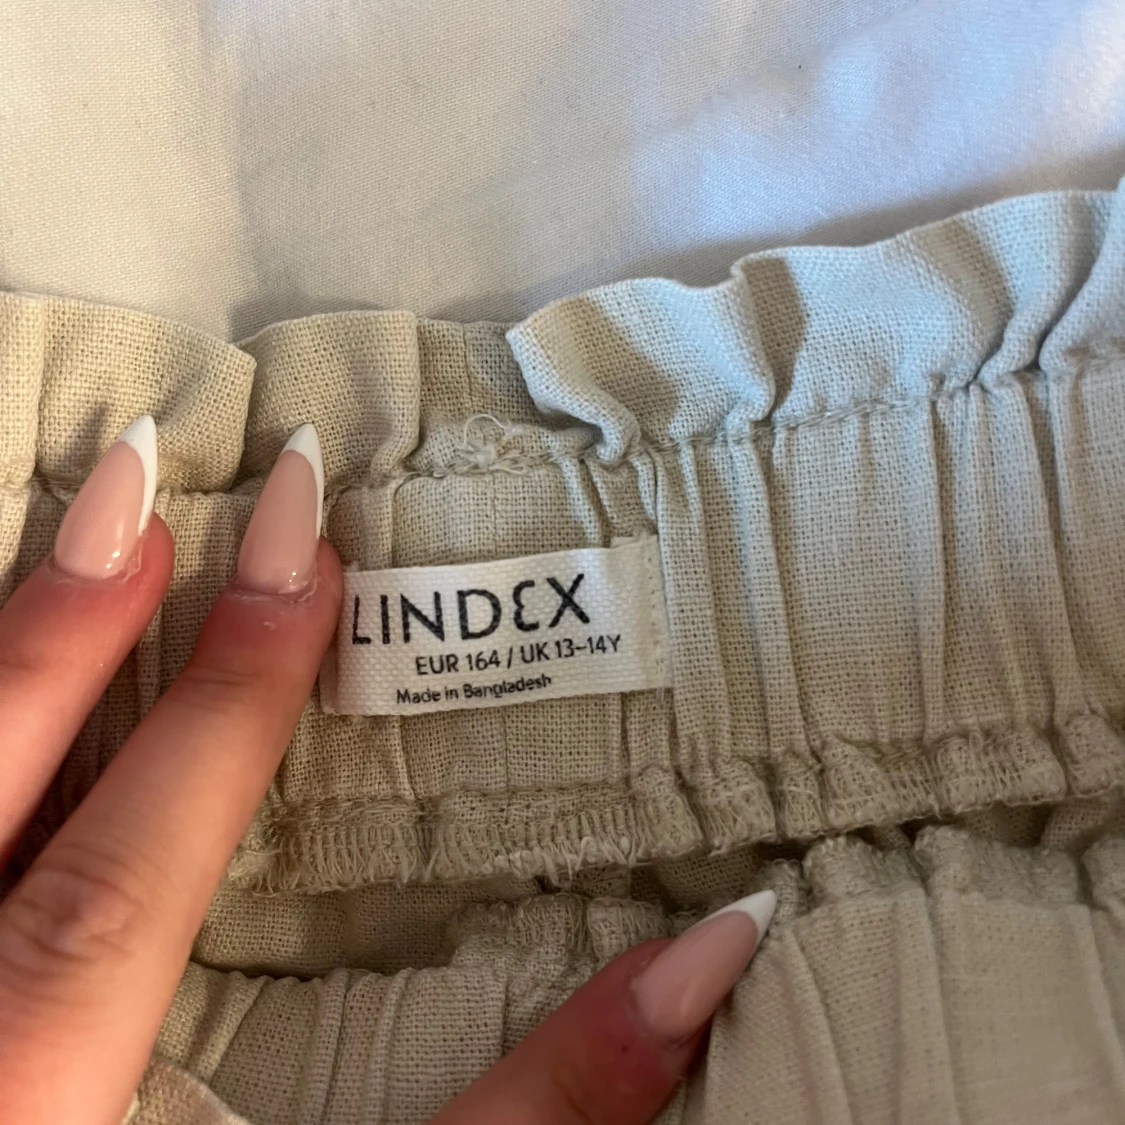 LINDEX
EUR 164 / UK 13–14Y
Made in Bangladesh